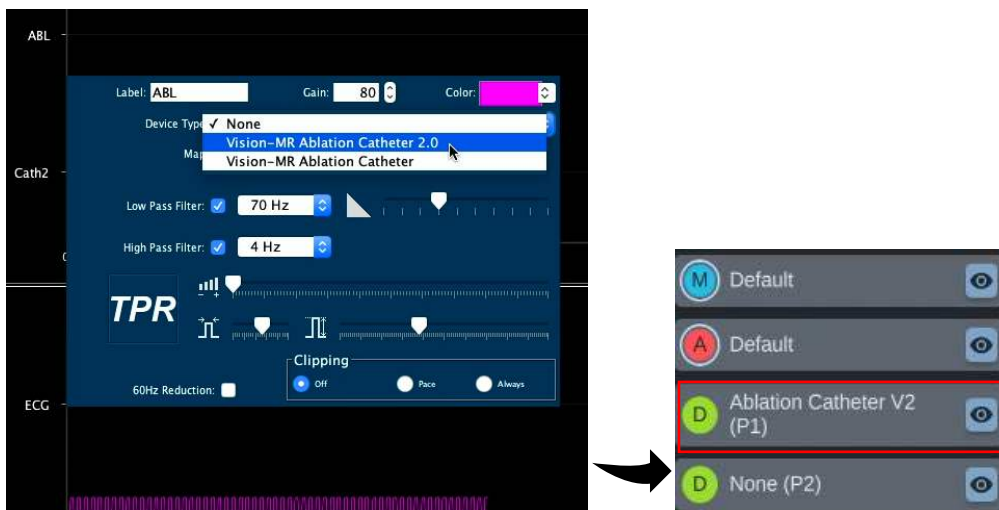 ABL
Label: ABL Gain: 80 Color:
Device Type ✓ None
Vision-MR Ablation Catheter 2.0
Map
Vision-MR Ablation Catheter
Cath2
Low Pass Filter: 70 Hz
High Pass Filter: 4 Hz
TPR
- +
Clipping
Off Pace Always
60Hz Reduction:
ECG
M Default
A Default
D Ablation Catheter V2
(P1)
D None (P2)